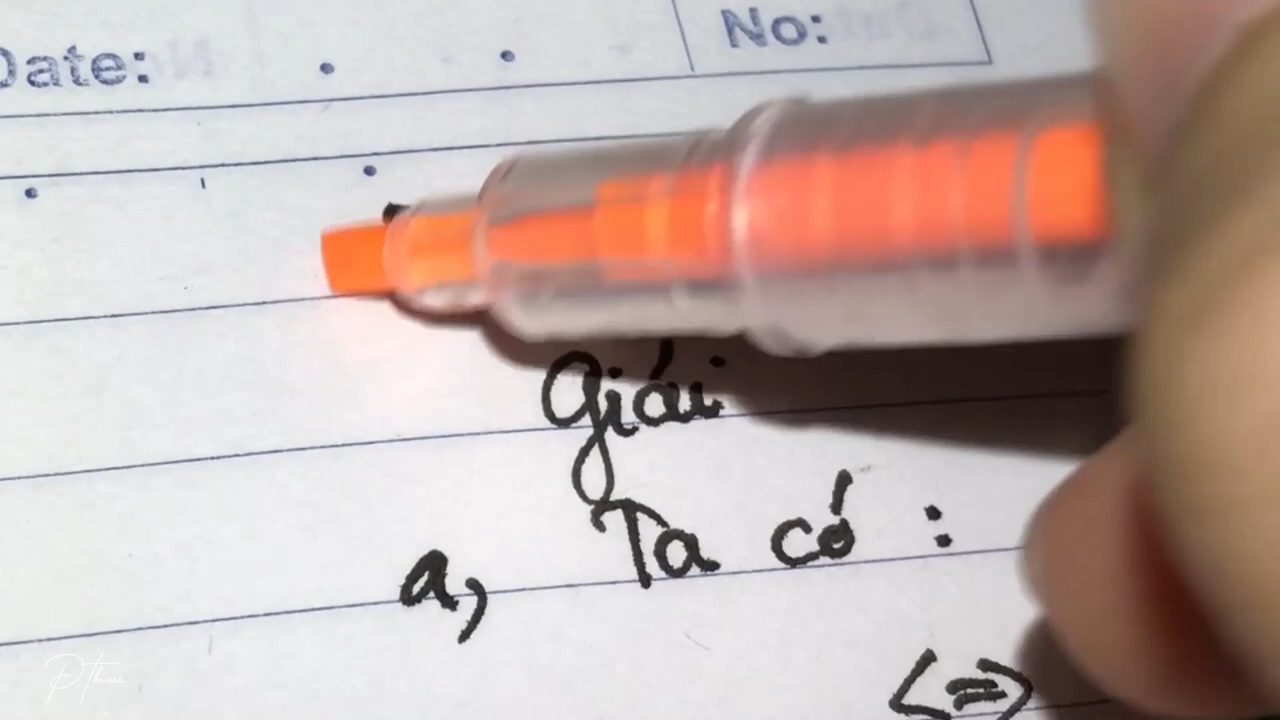 Date: No:
Giải
a, Ta có :
<=>